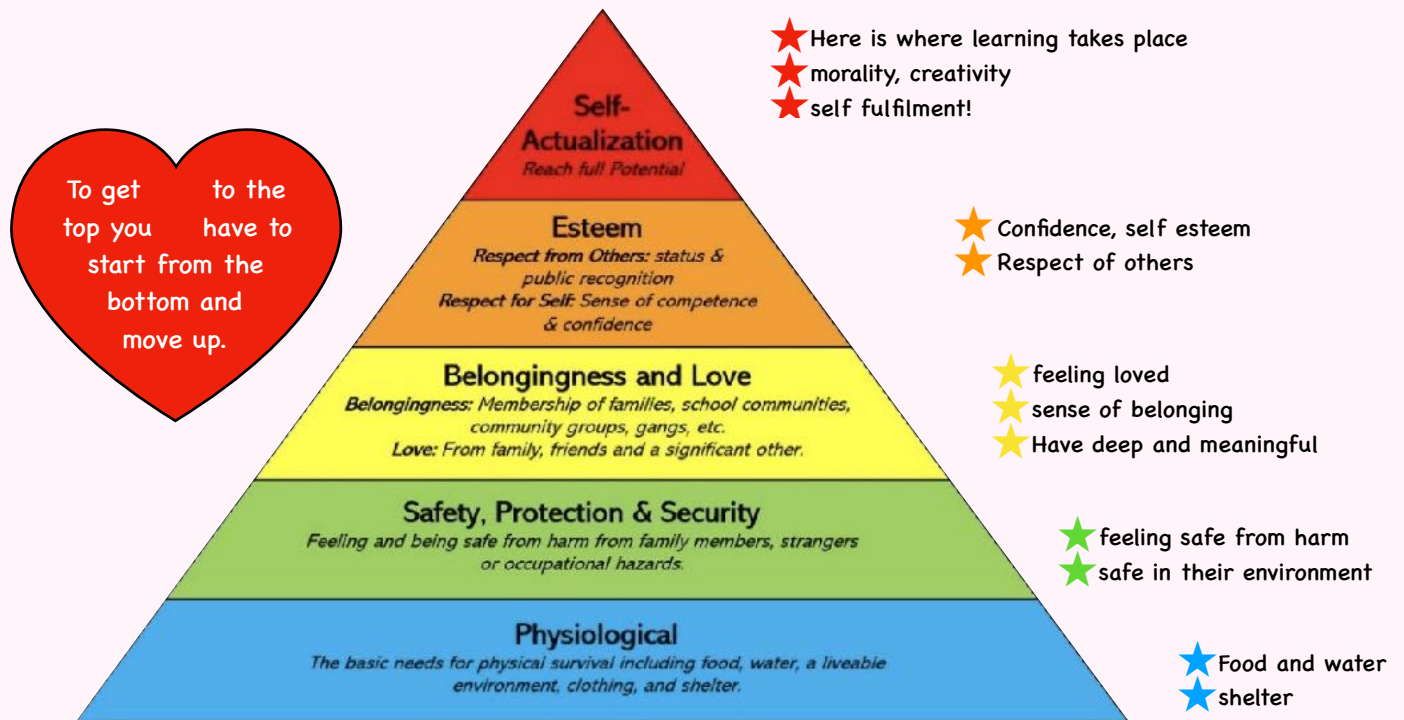 Here is where learning takes place
morality, creativity
self fulfilment!
Self-
Actualization
Reach full Potential
To get to the
top you have to
start from the
bottom and
move up.
Esteem
Respect from Others: status &
public recognition
Respect for Self: Sense of competence
& confidence
Confidence, self esteem
Respect of others
Belongingness and Love
Belongingness: Membership of families, school communities,
community groups, gangs, etc.
Love: From family, friends and a significant other.
feeling loved
sense of belonging
Have deep and meaningful
Safety, Protection & Security
Feeling and being safe from harm from family members, strangers
or occupational hazards.
feeling safe from harm
safe in their environment
Physiological
The basic needs for physical survival including food, water, a liveable
environment, clothing, and shelter.
Food and water
shelter